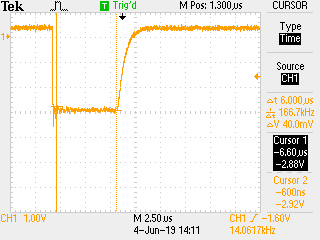 Tek Trig'd M Pos: 1.300µs CURSOR
Type
Time
Source
CH1
Δt 6.000µs
1/Δt 166.7kHz
ΔV 40.0mV
Cursor 1
-6.60µs
-2.88V
Cursor 2
-600ns
-2.92V
1
CH1 1.00V M 2.50µs CH1 / -1.60V
4-Jun-19 14:11 14.0617kHz